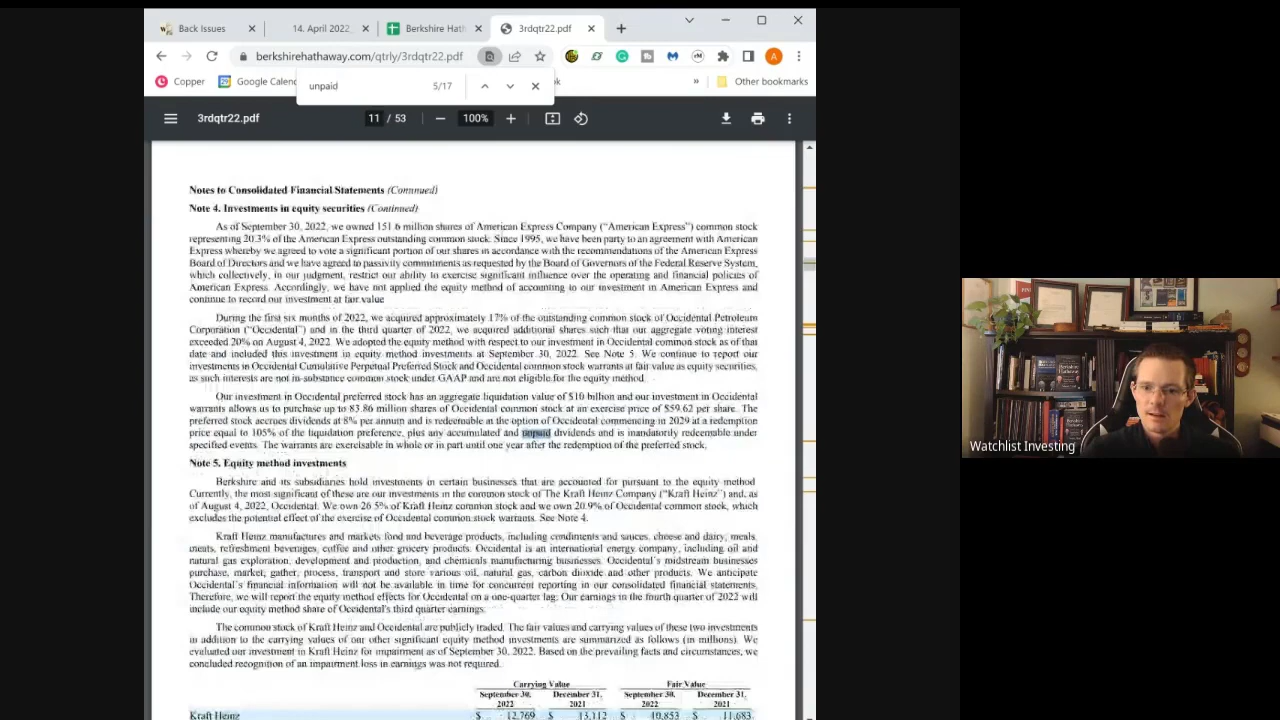 Back Issues
14. April 2022_
Berkshire Hath
3rdqtr22.pdf
berkshirehathaway.com/qtrly/3rdqtr22.pdf
A
Copper
Google Calend
ok
»
Other bookmarks
unpaid
5/17
3rdqtr22.pdf
11 / 53
100%
Notes to Consolidated Financial Statements (Continued)
Note 4. Investments in equity securities (Continued)
As of September 30, 2022, we owned 151.6 million shares of American Express Company (“American Express”) common stock
representing 20.3% of the American Express outstanding common stock. Since 1995, we have been party to an agreement with American
Express whereby we agreed to vote a significant portion of our shares in accordance with the recommendations of the American Express
Board of Directors and we have agreed to passivity commitments as requested by the Board of Governors of the Federal Reserve System,
which collectively, in our judgment, restrict our ability to exercise significant influence over the operating and financial policies of
American Express. Accordingly, we have not applied the equity method of accounting to our investment in American Express and
continue to record our investment at fair value
During the first six months of 2022, we acquired approximately 17% of the outstanding common stock of Occidental Petroleum
Corporation (“Occidental”) and in the third quarter of 2022, we acquired additional shares such that our aggregate voting interest
exceeded 20% on August 4, 2022. We adopted the equity method with respect to our investment in Occidental common stock as of that
date and included this investment in equity method investments at September 30, 2022. See Note 5. We continue to report our
investments in Occidental Cumulative Perpetual Preferred Stock and Occidental common stock warrants at fair value as equity securities,
as such interests are not in-substance common stock under GAAP and are not eligible for the equity method.
Our investment in Occidental preferred stock has an aggregate liquidation value of $10 billion and our investment in Occidental
warrants allows us to purchase up to 83.86 million shares of Occidental common stock at an exercise price of $59.62 per share. The
preferred stock accrues dividends at 8% per annum and is redeemable at the option of Occidental commencing in 2029 at a redemption
price equal to 105% of the liquidation preference, plus any accumulated and unpaid dividends and is mandatorily redeemable under
specified events. The warrants are exercisable in whole or in part until one year after the redemption of the preferred stock.
Note 5. Equity method investments
Berkshire and its subsidiaries hold investments in certain businesses that are accounted for pursuant to the equity method.
Currently, the most significant of these are our investments in the common stock of The Kraft Heinz Company (“Kraft Heinz”) and, as
of August 4, 2022, Occidental. We own 26.5% of Kraft Heinz common stock and we own 20.9% of Occidental common stock, which
excludes the potential effect of the exercise of Occidental common stock warrants. See Note 4.
Kraft Heinz manufactures and markets food and beverage products, including condiments and sauces, cheese and dairy, meals,
meats, refreshment beverages, coffee and other grocery products. Occidental is an international energy company, including oil and
natural gas exploration, development and production, and chemicals manufacturing businesses. Occidental’s midstream businesses
purchase, market, gather, process, transport and store various oil, natural gas, carbon dioxide and other products. We anticipate
Occidental’s financial information will not be available in time for concurrent reporting in our consolidated financial statements.
Therefore, we will report the equity method effects for Occidental on a one-quarter lag. Our earnings in the fourth quarter of 2022 will
include our equity method share of Occidental’s third quarter earnings.
The common stock of Kraft Heinz and Occidental are publicly traded. The fair values and carrying values of these two investments
in addition to the carrying values of our other significant equity method investments are summarized as follows (in millions). We
evaluated our investment in Kraft Heinz for impairment as of September 30, 2022. Based on the prevailing facts and circumstances, we
concluded recognition of an impairment loss in earnings was not required.
Carrying Value Fair Value
September 30, December 31, September 30, December 31,
2022 2021 2022 2021
Kraft Heinz $ 12,769 $ 13,112 $ 10,853 $ 11,683
Watchlist Investing